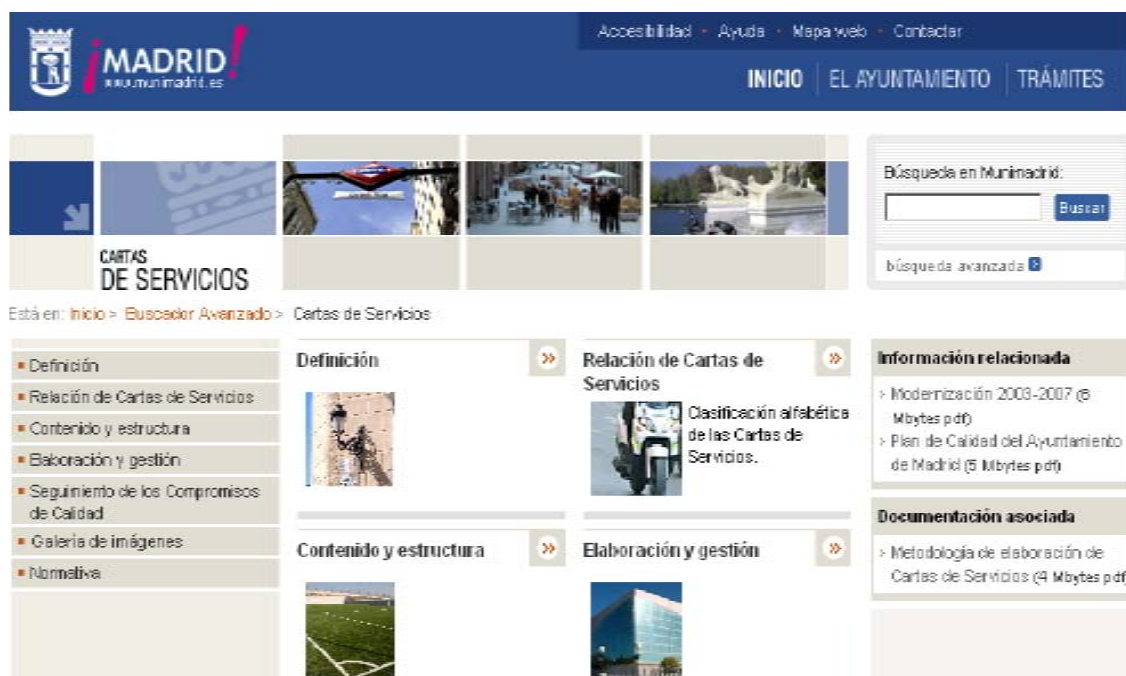 ¡MADRID!
www.munimadrid.es
Accesibilidad - Ayuda - Mapa web - Contactar
INICIO | EL AYUNTAMIENTO | TRÁMITES
CARTAS
DE SERVICIOS
Búsqueda en Munimadrid:
Buscar
búsqueda avanzada
Está en: Inicio > Buscador Avanzado > Cartas de Servicios
Definición
Relación de Cartas de Servicios
Contenido y estructura
Elaboración y gestión
Seguimiento de los Compromisos
de Calidad
Galería de imágenes
Normativa
Definición
Relación de Cartas de
Servicios
Clasificación alfabética
de las Cartas de
Servicios.
Contenido y estructura
Elaboración y gestión
Información relacionada
> Modernización 2003-2007 (6
Mbytes pdf)
> Plan de Calidad del Ayuntamiento
de Madrid (5 Mbytes pdf)
Documentación asociada
> Metodología de elaboración de
Cartas de Servicios (4 Mbytes pdf)